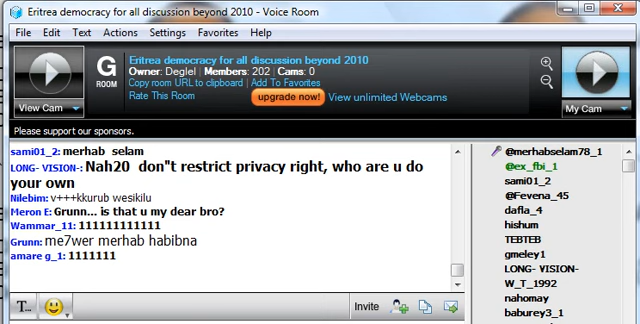 Eritrea democracy for all discussion beyond 2010 - Voice Room
File Edit Text Actions Settings Favorites Help
G
ROOM
Eritrea democracy for all discussion beyond 2010
Owner: Deglel | Members: 202 | Cams: 0
Copy room URL to clipboard | Add To Favorites
Rate This Room
upgrade now!
View unlimited Webcams
View Cam
My Cam
Please support our sponsors.
sami01_2: merhab selam
LONG- VISION-: Nah20 don"t restrict privacy right, who are u do
your own
Nilebim: v+++kkurub wesikilu
Meron E: Grunn... is that u my dear bro?
Wammar_11: 111111111111
Grunn: me7wer merhab habibna
amare g_1: 1111111
T...
Invite
@merhabselam78_1
@ex_fbi_1
sami01_2
@Fevena_45
dafla_4
hishum
TEBTEB
gmeley1
LONG- VISION-
W_T_1992
nahomay
baburey3_1